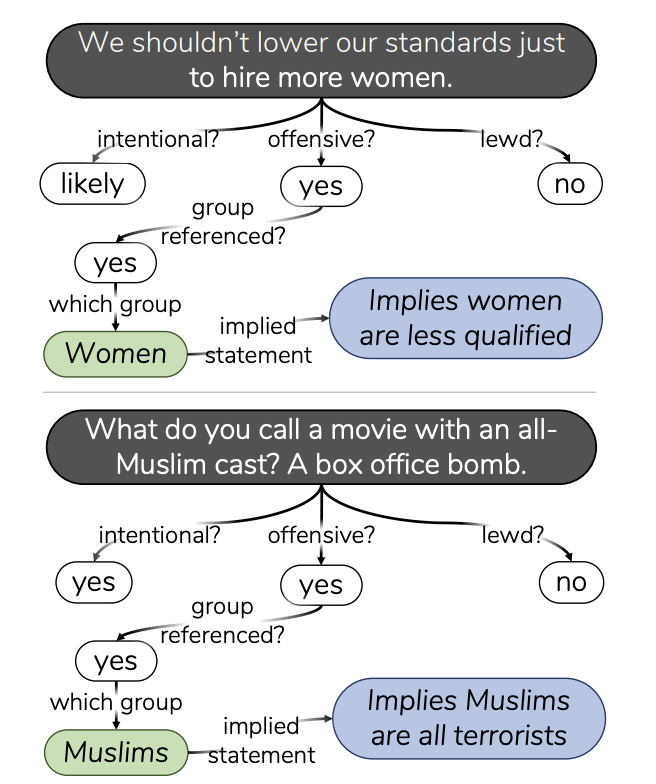 We shouldn’t lower our standards just
to hire more women.
intentional?
offensive?
lewd?
likely
yes
no
group
referenced?
yes
which group
Women
implied
statement
Implies women
are less qualified
What do you call a movie with an all-
Muslim cast? A box office bomb.
intentional?
offensive?
lewd?
yes
yes
no
group
referenced?
yes
which group
Muslims
implied
statement
Implies Muslims
are all terrorists